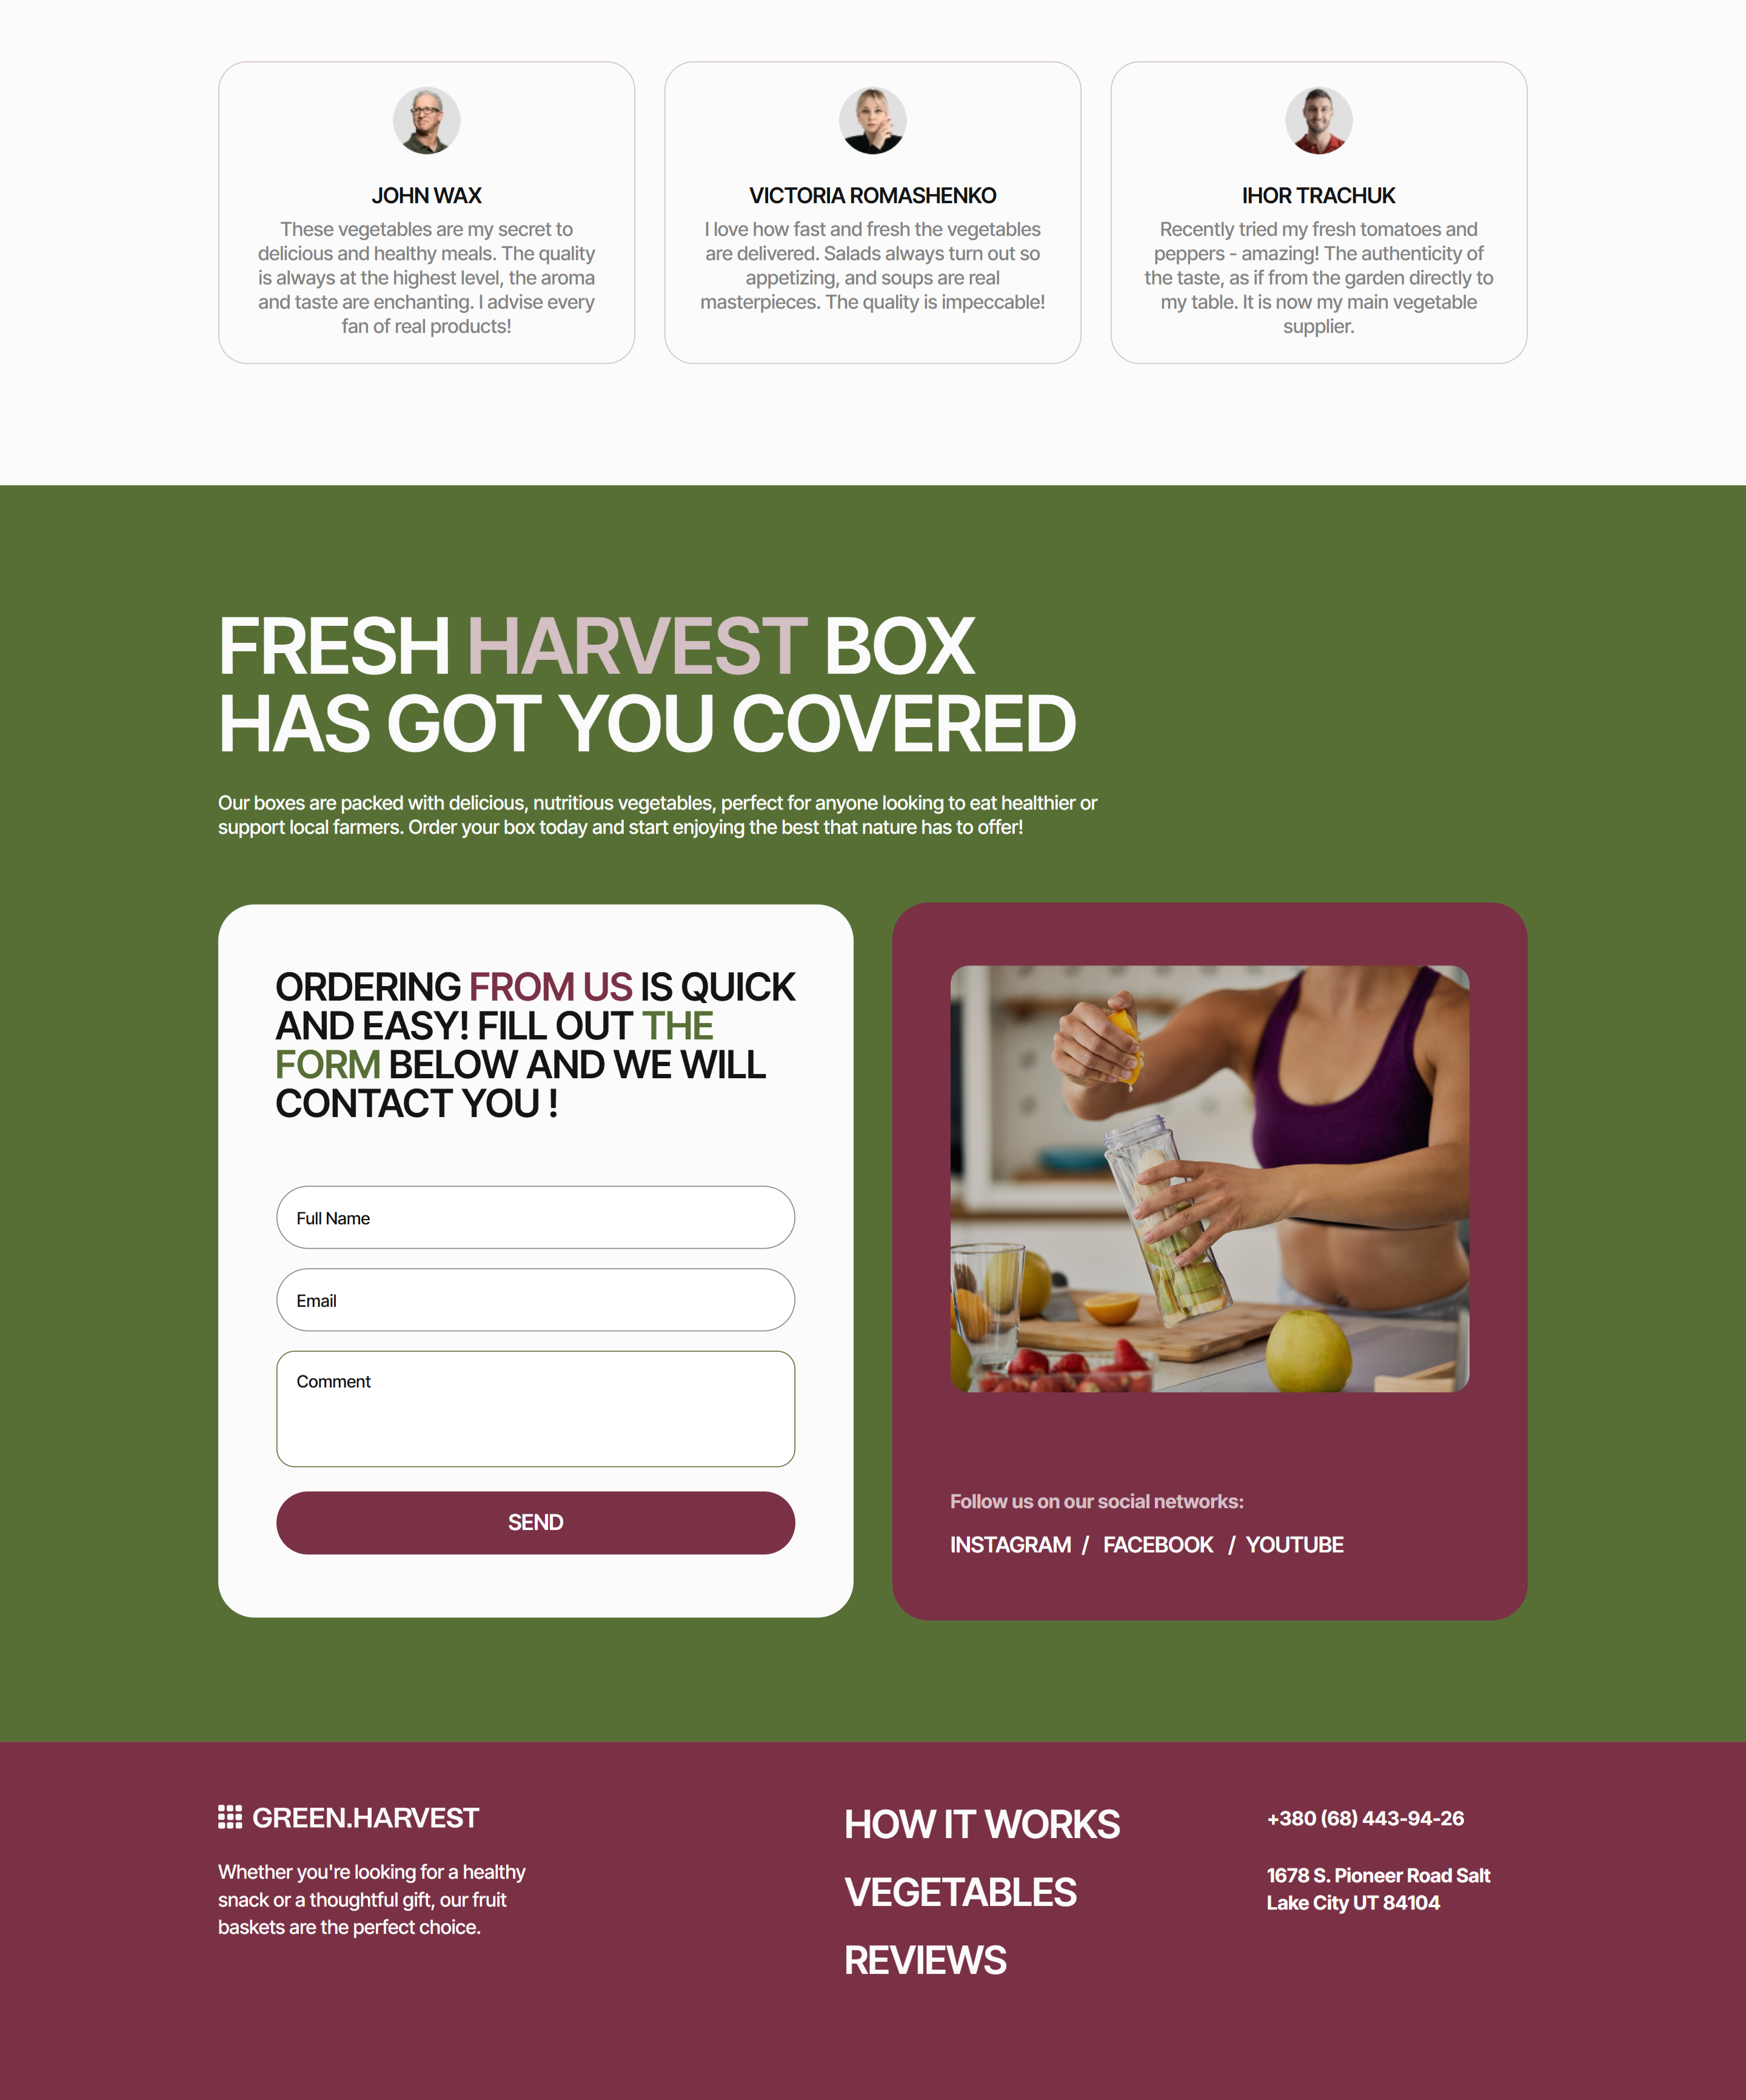 JOHN WAX
These vegetables are my secret to
delicious and healthy meals. The quality
is always at the highest level, the aroma
and taste are enchanting. I advise every
fan of real products!
VICTORIA ROMASHENKO
I love how fast and fresh the vegetables
are delivered. Salads always turn out so
appetizing, and soups are real
masterpieces. The quality is impeccable!
IHOR TRACHUK
Recently tried my fresh tomatoes and
peppers - amazing! The authenticity of
the taste, as if from the garden directly to
my table. It is now my main vegetable
supplier.
FRESH HARVEST BOX
HAS GOT YOU COVERED
Our boxes are packed with delicious, nutritious vegetables, perfect for anyone looking to eat healthier or
support local farmers. Order your box today and start enjoying the best that nature has to offer!
ORDERING FROM US IS QUICK
AND EASY! FILL OUT THE
FORM BELOW AND WE WILL
CONTACT YOU !
Full Name
Email
Comment
SEND
Follow us on our social networks:
INSTAGRAM / FACEBOOK / YOUTUBE
GREEN.HARVEST
Whether you're looking for a healthy
snack or a thoughtful gift, our fruit
baskets are the perfect choice.
HOW IT WORKS
VEGETABLES
REVIEWS
+380 (68) 443-94-26
1678 S. Pioneer Road Salt
Lake City UT 84104